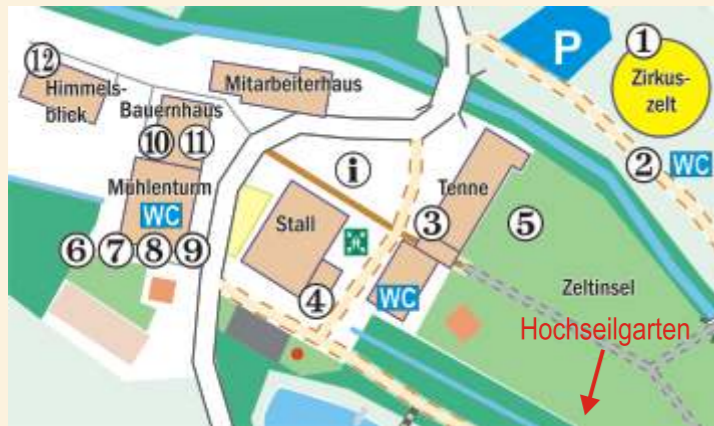 P
①
Zirkus-
zelt
⑫
Himmels-
blick
Mitarbeiterhaus
Bauernhaus
⑩ ⑪
② WC
i
Mühlenturm
WC
Tenne
Stall
③
⑤
⑥ ⑦ ⑧ ⑨
④
WC
Zeltinsel
Hochseilgarten